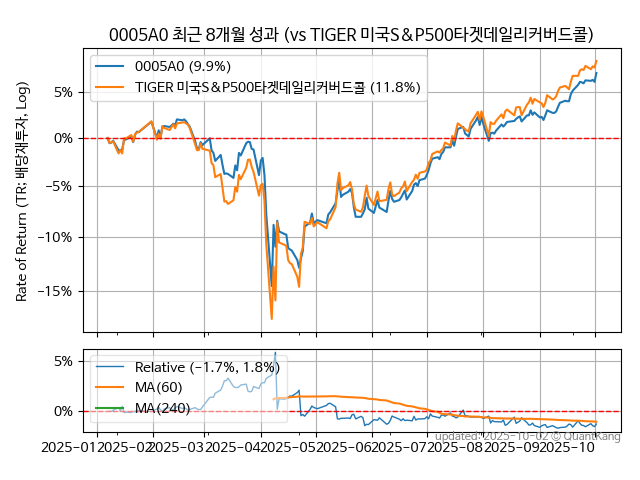 0005A0 최근 8개월 성과 (vs TIGER 미국S&P500타겟데일리커버드콜)
0005A0 (9.9%)
TIGER 미국S&P500타겟데일리커버드콜 (11.8%)
Rate of Return (TR: 배당재투자, Log)
5%
0%
−5%
−10%
−15%
Relative (−1.7%, 1.8%)
MA(60)
MA(240)
5%
0%
updated: 2025-10-02 © QuantKang
2025-01 2025-02 2025-03 2025-04 2025-05 2025-06 2025-07 2025-08 2025-09 2025-10